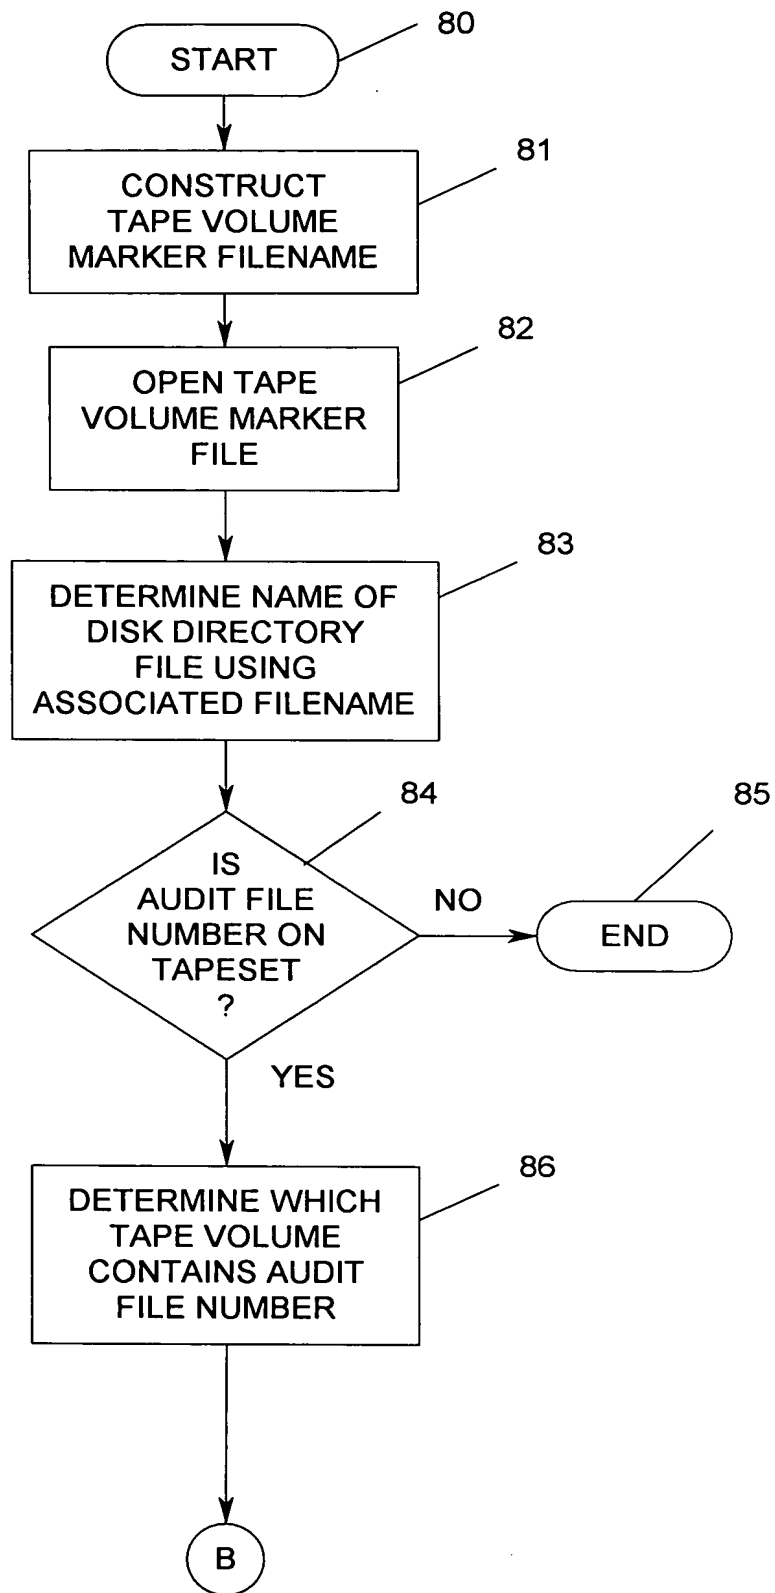 80
START
81
CONSTRUCT
TAPE VOLUME
MARKER FILENAME
82
OPEN TAPE
VOLUME MARKER
FILE
83
DETERMINE NAME OF
DISK DIRECTORY
FILE USING
ASSOCIATED FILENAME
84
85
IS
AUDIT FILE
NUMBER ON
TAPESET
?
NO
END
YES
86
DETERMINE WHICH
TAPE VOLUME
CONTAINS AUDIT
FILE NUMBER
B